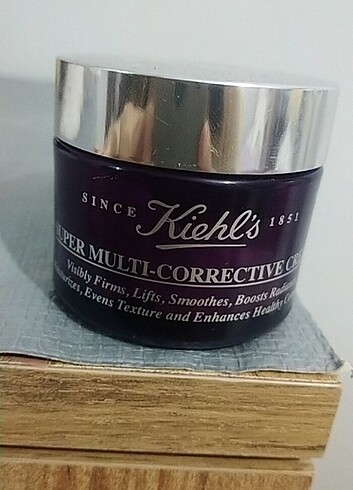 SINCE Kiehl's 1851
SUPER MULTI-CORRECTIVE
Visibly Firms, Lifts, Smoothes, Boosts
Evens Texture and Enhances Healthy